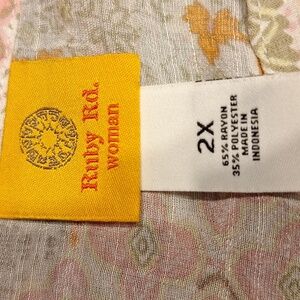 Ruby Rd.
woman
2X
65% RAYON
35% POLYESTER
MADE IN
INDONESIA